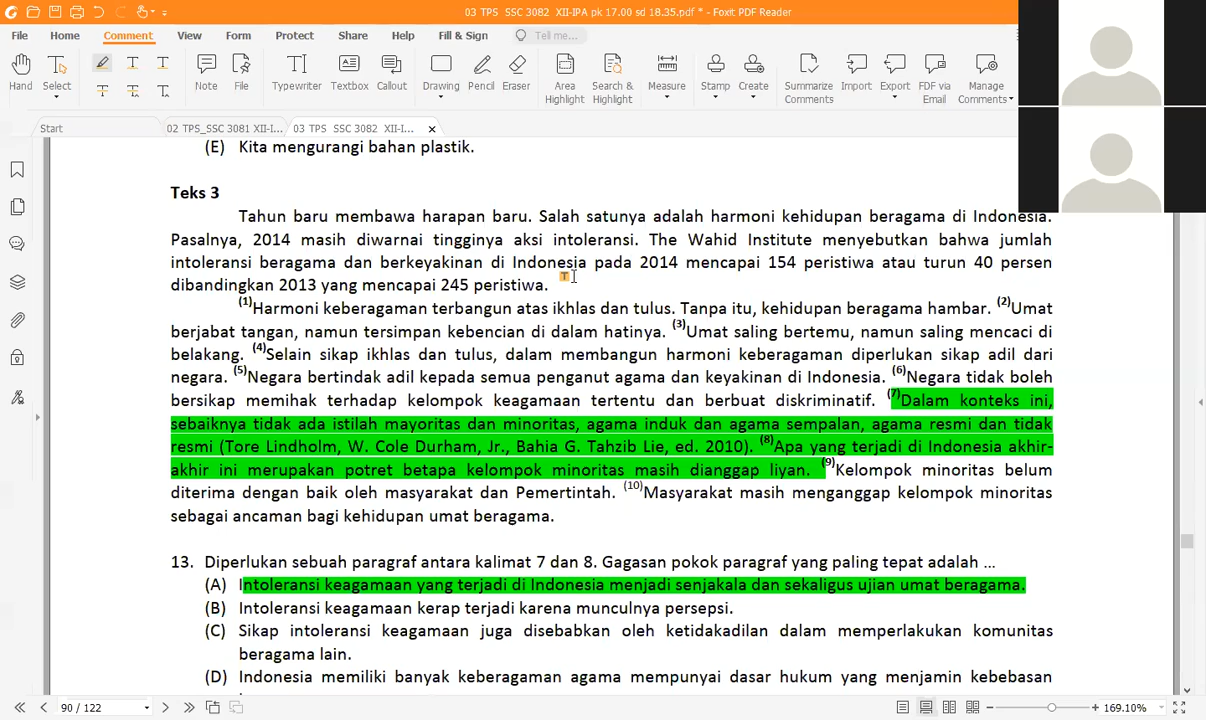 03 TPS SSC 3082 XII-IPA pk 17.00 sd 18.35.pdf * - Foxit PDF Reader
File Home Comment View Form Protect Share Help Fill & Sign Tell me...
Hand Select Note File Typewriter Textbox Callout Drawing Pencil Eraser Area Highlight Search & Highlight Measure Stamp Create Summarize Comments Import Export FDF via Email Manage Comments
Start 02 TPS_SSC 3081 XII-I... 03 TPS SSC 3082 XII-I...
(E) Kita mengurangi bahan plastik.
Teks 3
Tahun baru membawa harapan baru. Salah satunya adalah harmoni kehidupan beragama di Indonesia.
Pasalnya, 2014 masih diwarnai tingginya aksi intoleransi. The Wahid Institute menyebutkan bahwa jumlah
intoleransi beragama dan berkeyakinan di Indonesia pada 2014 mencapai 154 peristiwa atau turun 40 persen
dibandingkan 2013 yang mencapai 245 peristiwa.
(1)Harmoni keberagaman terbangun atas ikhlas dan tulus. Tanpa itu, kehidupan beragama hambar. (2)Umat
berjabat tangan, namun tersimpan kebencian di dalam hatinya. (3)Umat saling bertemu, namun saling mencaci di
belakang. (4)Selain sikap ikhlas dan tulus, dalam membangun harmoni keberagaman diperlukan sikap adil dari
negara. (5)Negara bertindak adil kepada semua penganut agama dan keyakinan di Indonesia. (6)Negara tidak boleh
bersikap memihak terhadap kelompok keagamaan tertentu dan berbuat diskriminatif. (7)Dalam konteks ini,
sebaiknya tidak ada istilah mayoritas dan minoritas, agama induk dan agama sempalan, agama resmi dan tidak
resmi (Tore Lindholm, W. Cole Durham, Jr., Bahia G. Tahzib Lie, ed. 2010). (8)Apa yang terjadi di Indonesia akhir-
akhir ini merupakan potret betapa kelompok minoritas masih dianggap liyan. (9)Kelompok minoritas belum
diterima dengan baik oleh masyarakat dan Pemertintah. (10)Masyarakat masih menganggap kelompok minoritas
sebagai ancaman bagi kehidupan umat beragama.
13. Diperlukan sebuah paragraf antara kalimat 7 dan 8. Gagasan pokok paragraf yang paling tepat adalah ...
(A) Intoleransi keagamaan yang terjadi di Indonesia menjadi senjakala dan sekaligus ujian umat beragama.
(B) Intoleransi keagamaan kerap terjadi karena munculnya persepsi.
(C) Sikap intoleransi keagamaan juga disebabkan oleh ketidakadilan dalam memperlakukan komunitas
beragama lain.
(D) Indonesia memiliki banyak keberagaman agama mempunyai dasar hukum yang menjamin kebebasan
90 / 122 169.10%